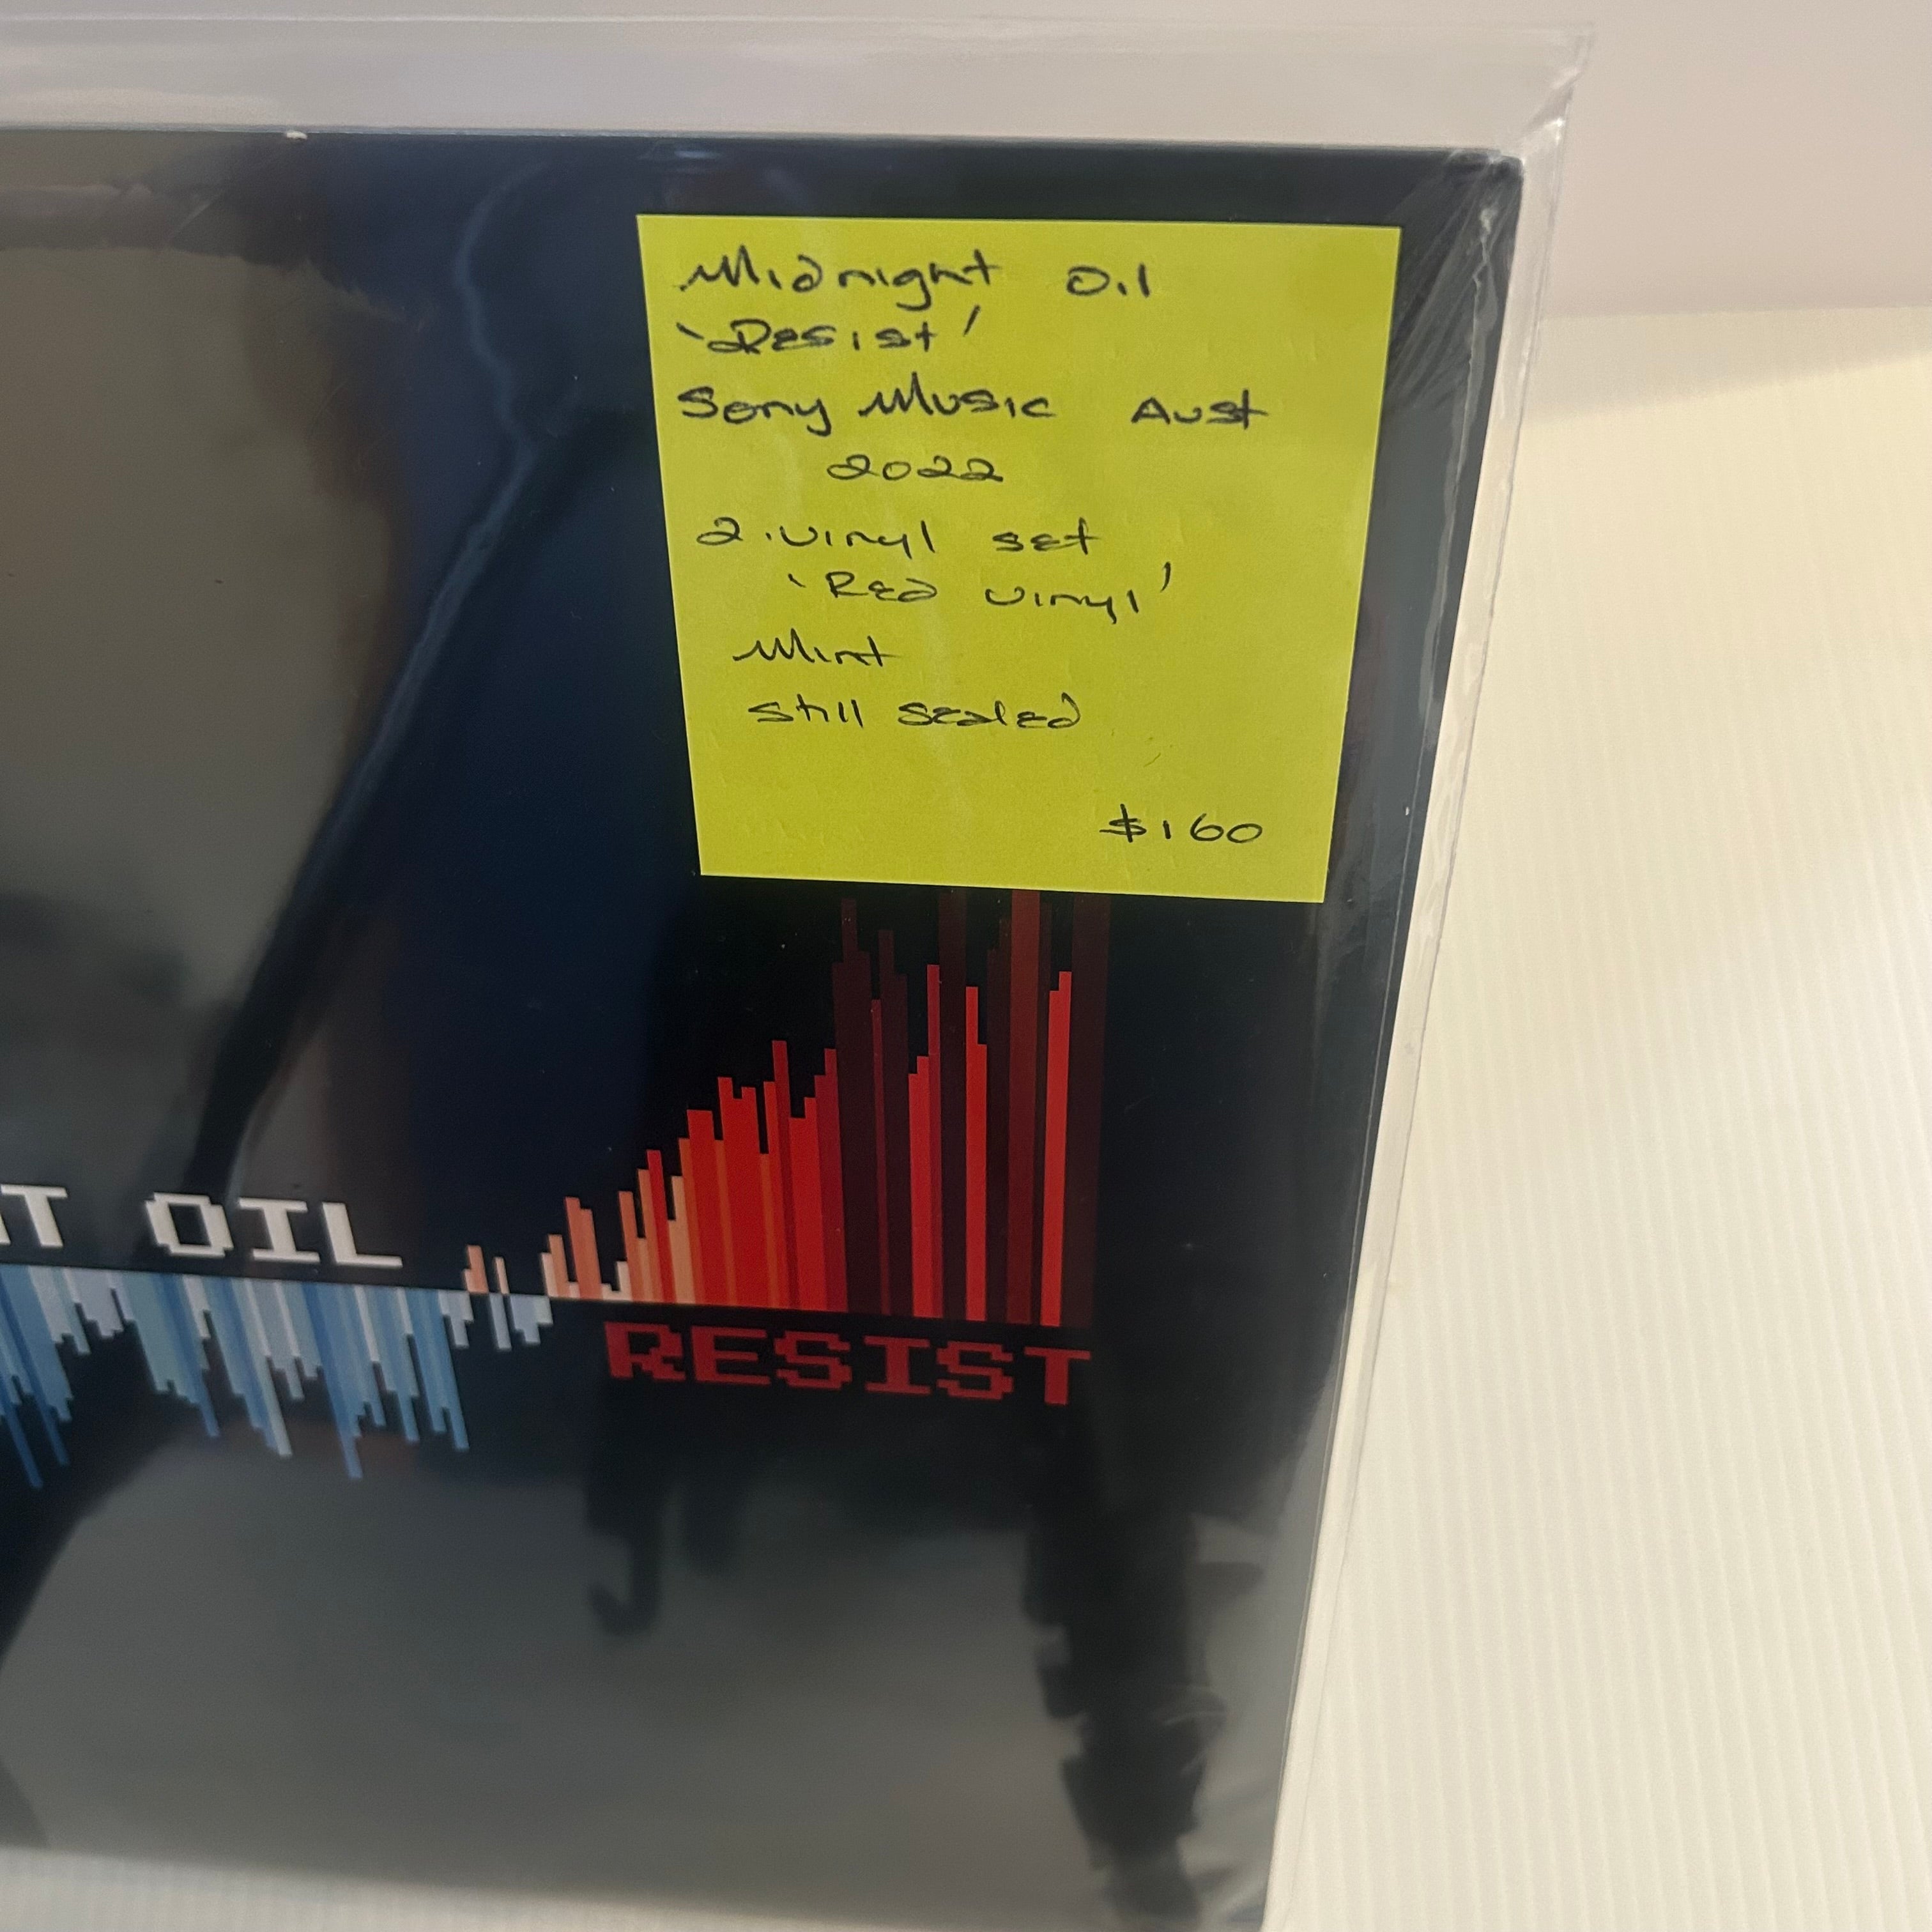 Midnight Oil
'Resist'
Sony Music Aust
2022
2.vinyl set
'Red vinyl'
Mint
still sealed
$160
T OIL
RESIST